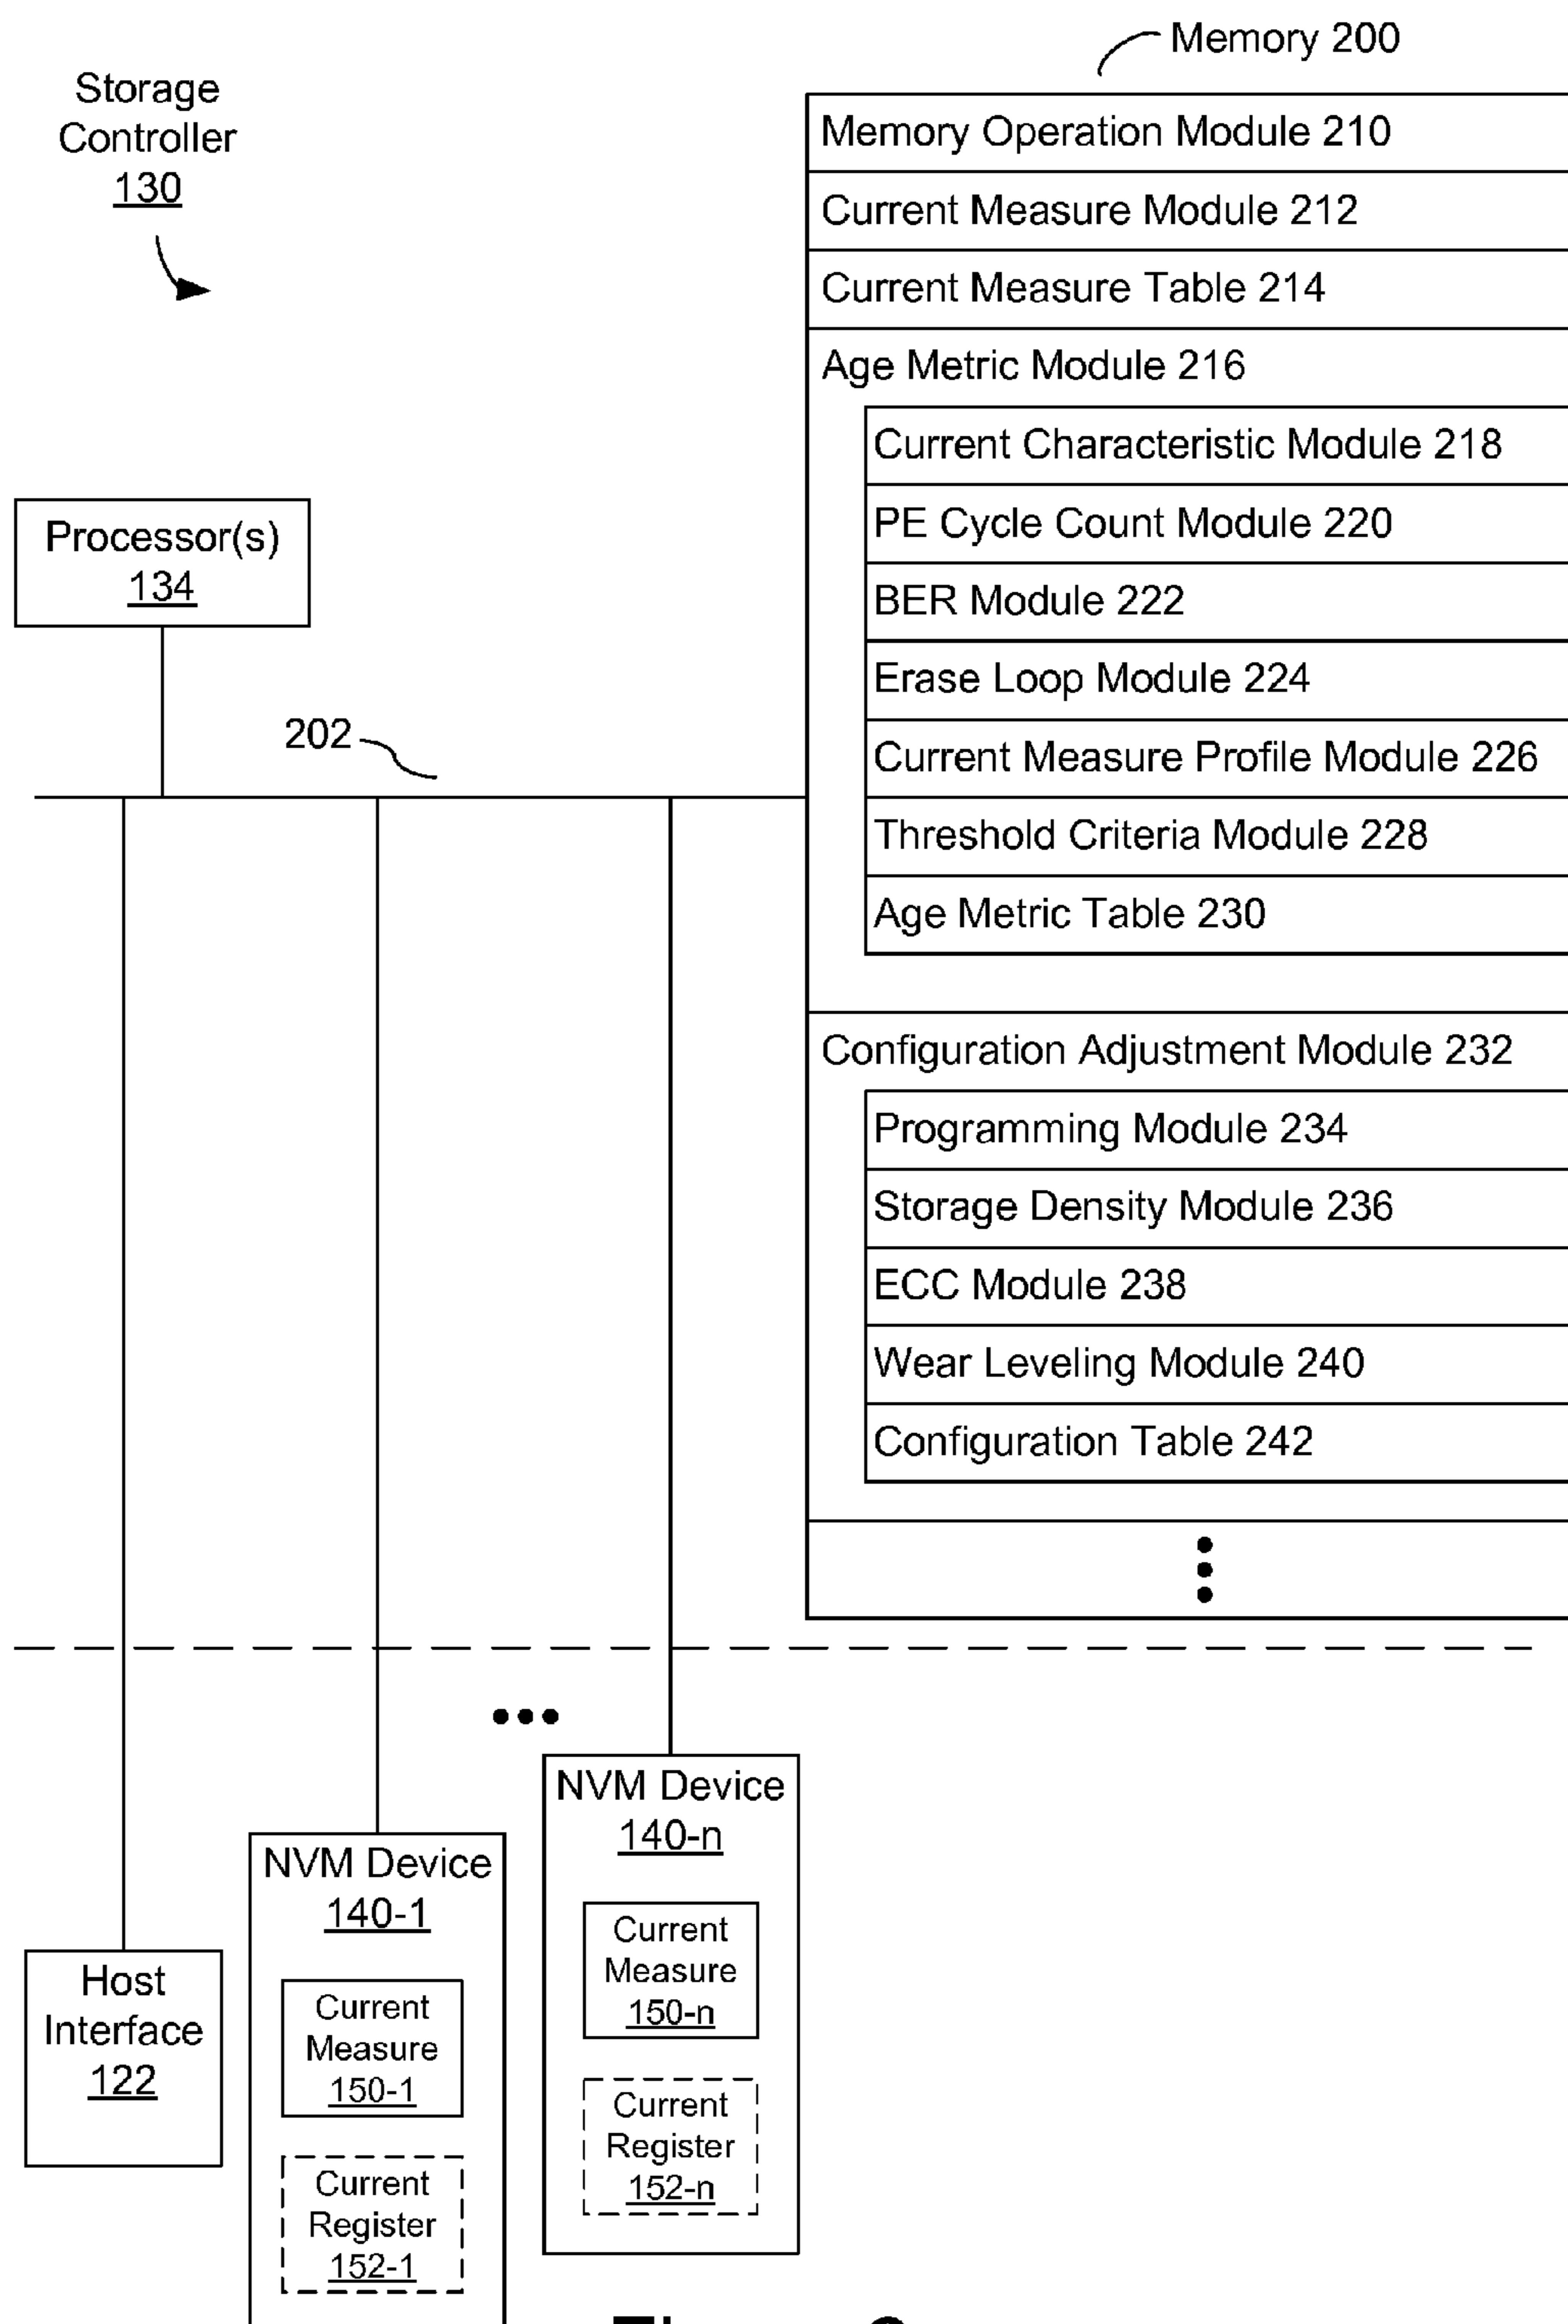 Memory 200
Storage
Controller
130
Memory Operation Module 210
Current Measure Module 212
Current Measure Table 214
Age Metric Module 216
Current Characteristic Module 218
PE Cycle Count Module 220
BER Module 222
Erase Loop Module 224
Current Measure Profile Module 226
Threshold Criteria Module 228
Age Metric Table 230
Processor(s)
134
202
Configuration Adjustment Module 232
Programming Module 234
Storage Density Module 236
ECC Module 238
Wear Leveling Module 240
Configuration Table 242
NVM Device
140-n
Current
Measure
150-n
Current
Register
152-n
NVM Device
140-1
Current
Measure
150-1
Current
Register
152-1
Host
Interface
122